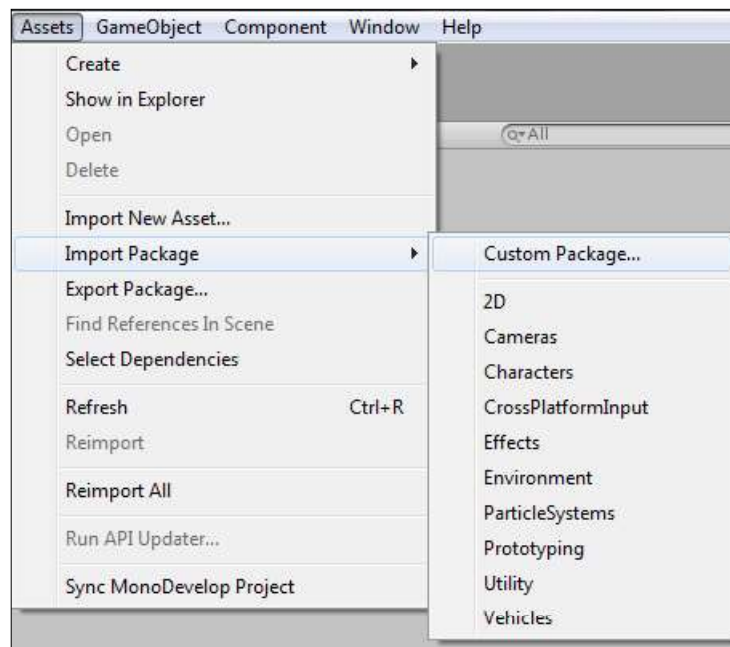 Assets GameObject Component Window Help
Create
Show in Explorer
Open
Delete
All
Import New Asset...
Import Package
Export Package...
Find References In Scene
Select Dependencies
Refresh Ctrl+R
Reimport
Reimport All
Run API Updater...
Sync MonoDevelop Project
Custom Package...
2D
Cameras
Characters
CrossPlatformInput
Effects
Environment
ParticleSystems
Prototyping
Utility
Vehicles